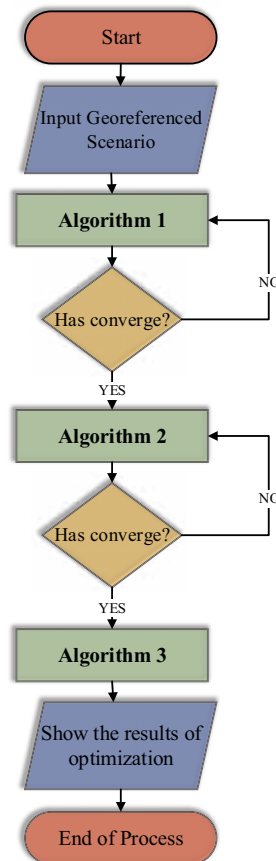 Start
Input Georeferenced
Scenario
Algorithm 1
NO
Has converge?
YES
Algorithm 2
NO
Has converge?
YES
Algorithm 3
Show the results of
optimization
End of Process